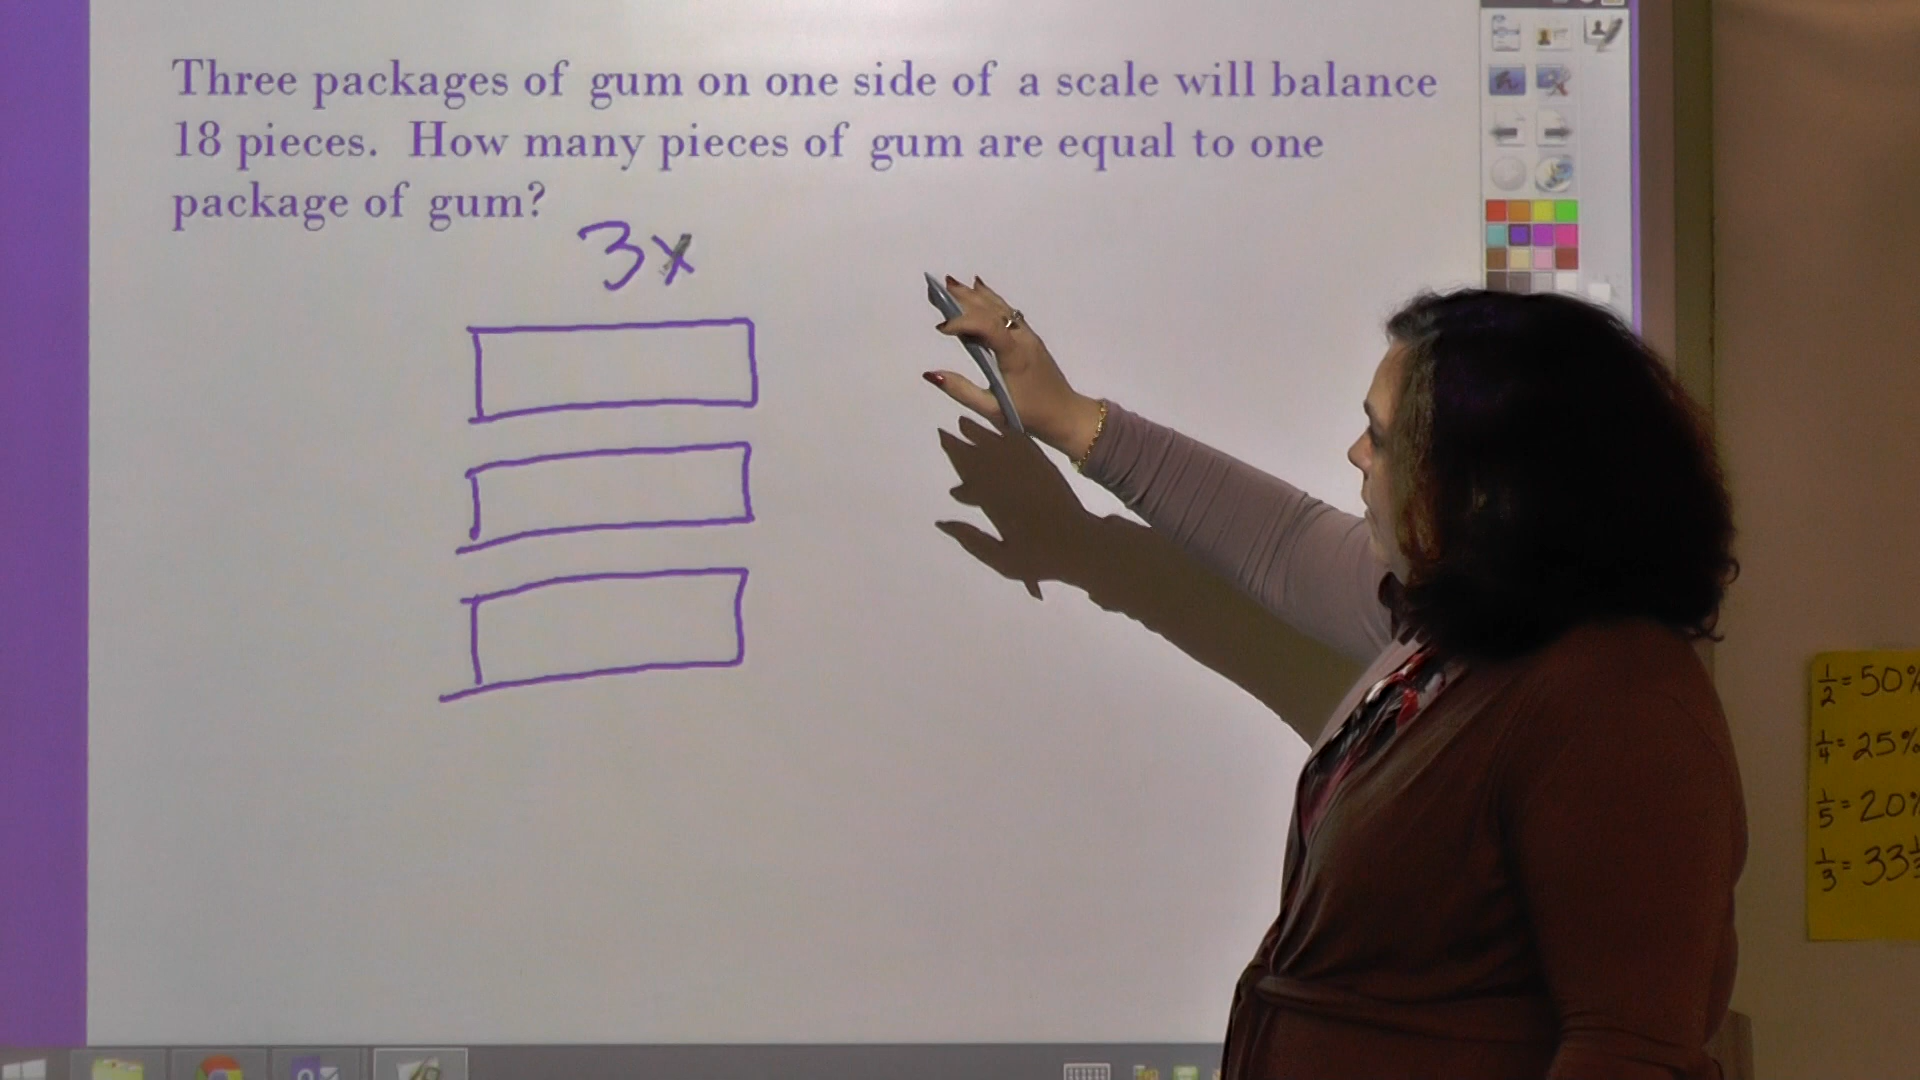 Three packages of gum on one side of a scale will balance
18 pieces. How many pieces of gum are equal to one
package of gum?
3x
1/2 = 50%
1/4 = 25%
1/5 = 20%
1/3 = 33